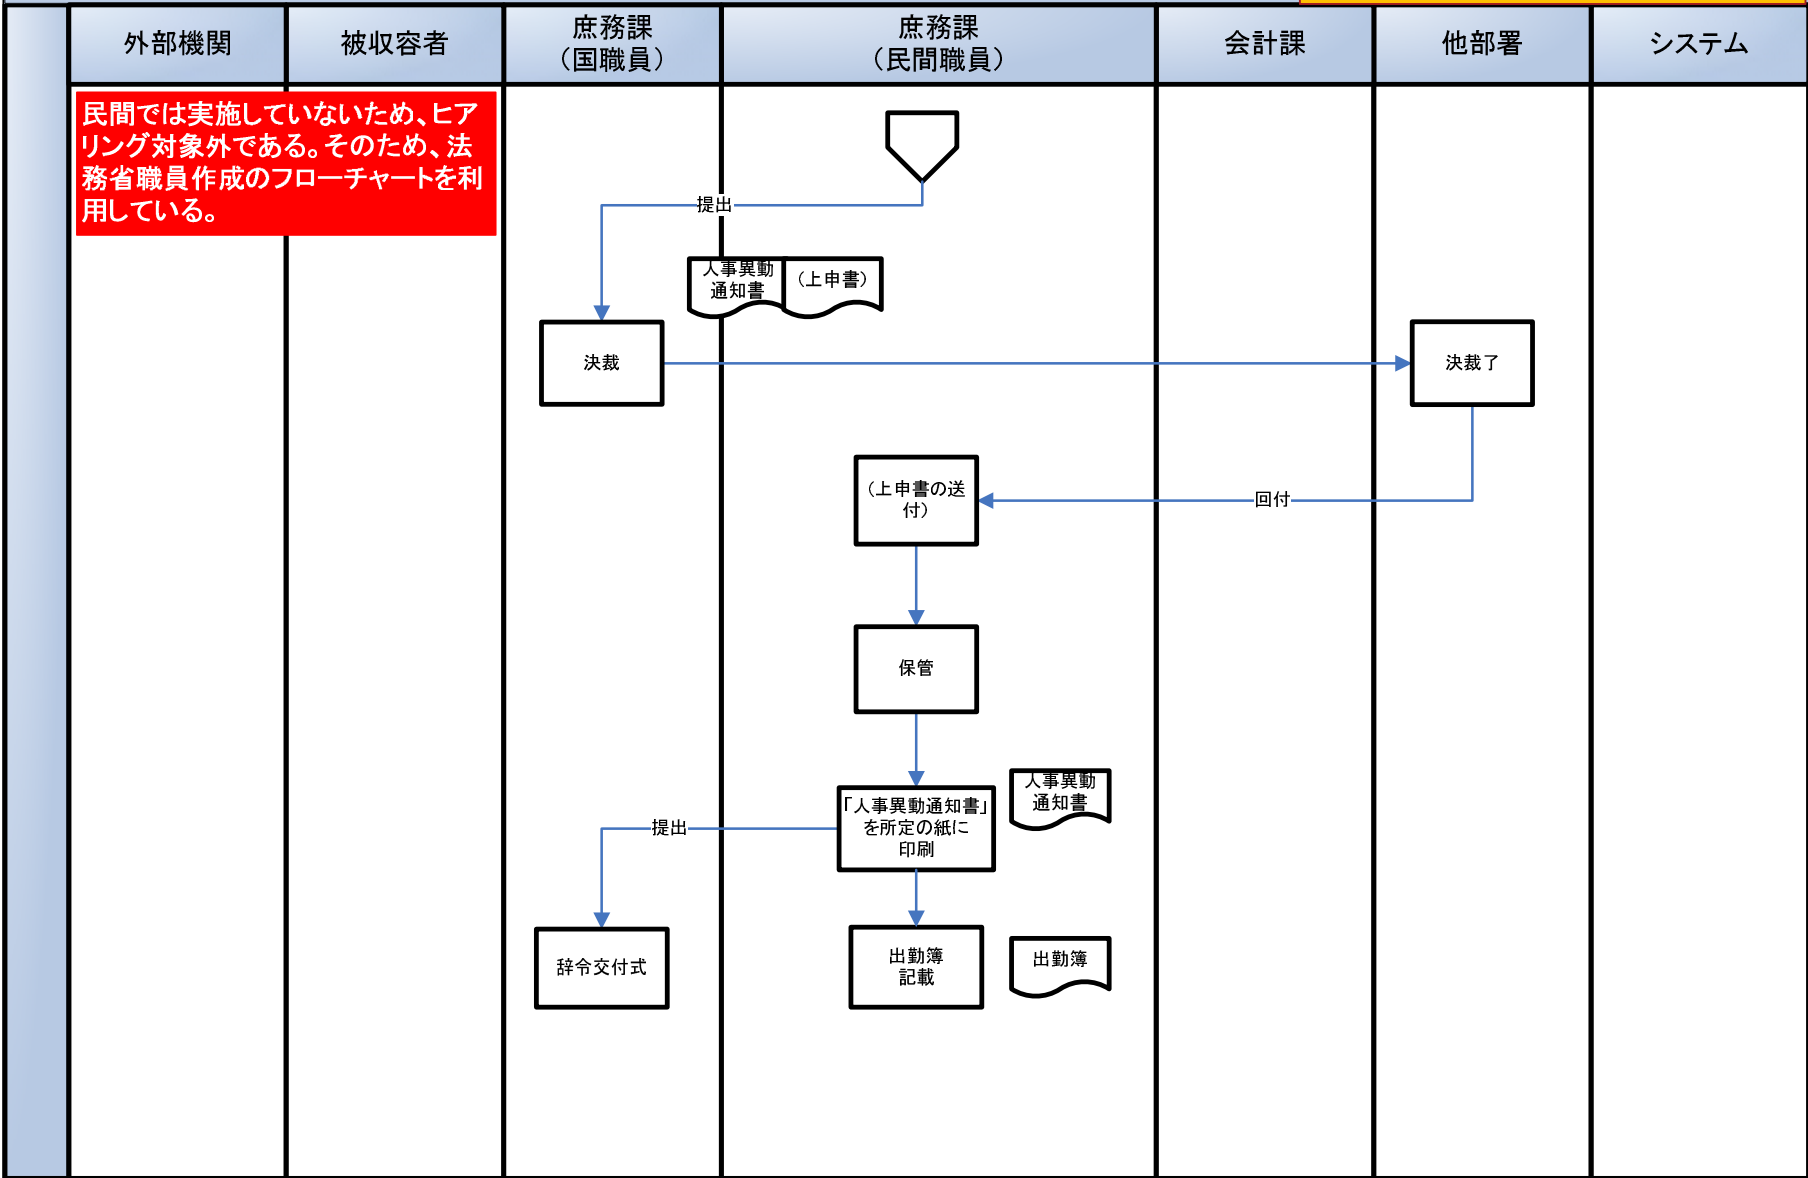 外部機関
被収容者
庶務課
（国職員）
庶務課
（民間職員）
会計課
他部署
システム
民間では実施していないため、ヒア
リング対象外である。そのため、法
務省職員作成のフローチャートを利
用している。
提出
人事異動
通知書
（上申書）
決裁
決裁了
（上申書の送
付）
回付
保管
人事異動
通知書
「人事異動通知書」
を所定の紙に
印刷
提出
辞令交付式
出勤簿
記載
出勤簿